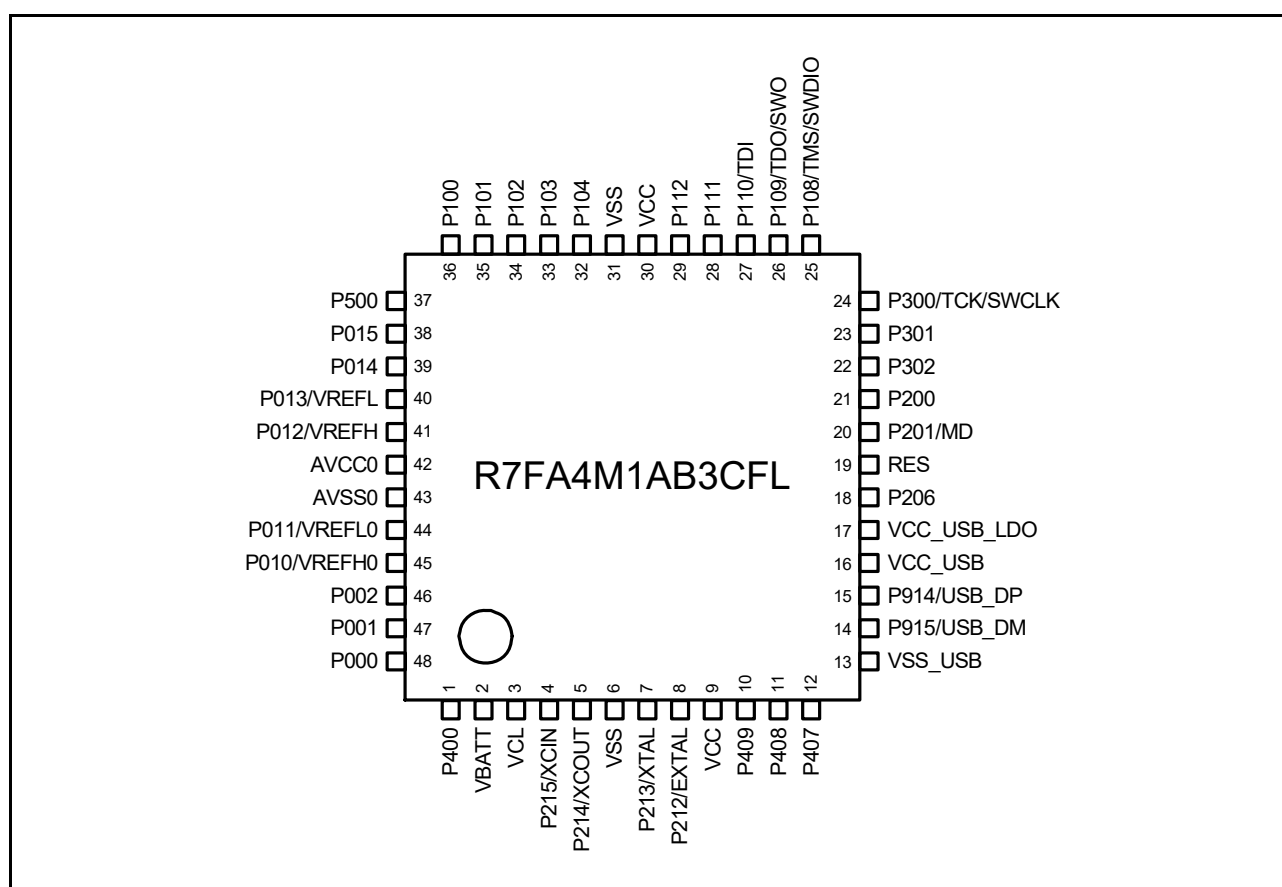 P100
P101
P102
P103
P104
VSS
VCC
P112
P111
P110/TDI
P109/TDO/SWO
P108/TMS/SWDIO
36
35
34
33
32
31
30
29
28
27
26
25
P500 37
P015 38
P014 39
P013/VREFL 40
P012/VREFH 41
AVCC0 42
AVSS0 43
P011/VREFL0 44
P010/VREFH0 45
P002 46
P001 47
P000 48
R7FA4M1AB3CFL
24 P300/TCK/SWCLK
23 P301
22 P302
21 P200
20 P201/MD
19 RES
18 P206
17 VCC_USB_LDO
16 VCC_USB
15 P914/USB_DP
14 P915/USB_DM
13 VSS_USB
1
2
3
4
5
6
7
8
9
10
11
12
P400
VBATT
VCL
P215/XCIN
P214/XCOUT
VSS
P213/XTAL
P212/EXTAL
VCC
P409
P408
P407